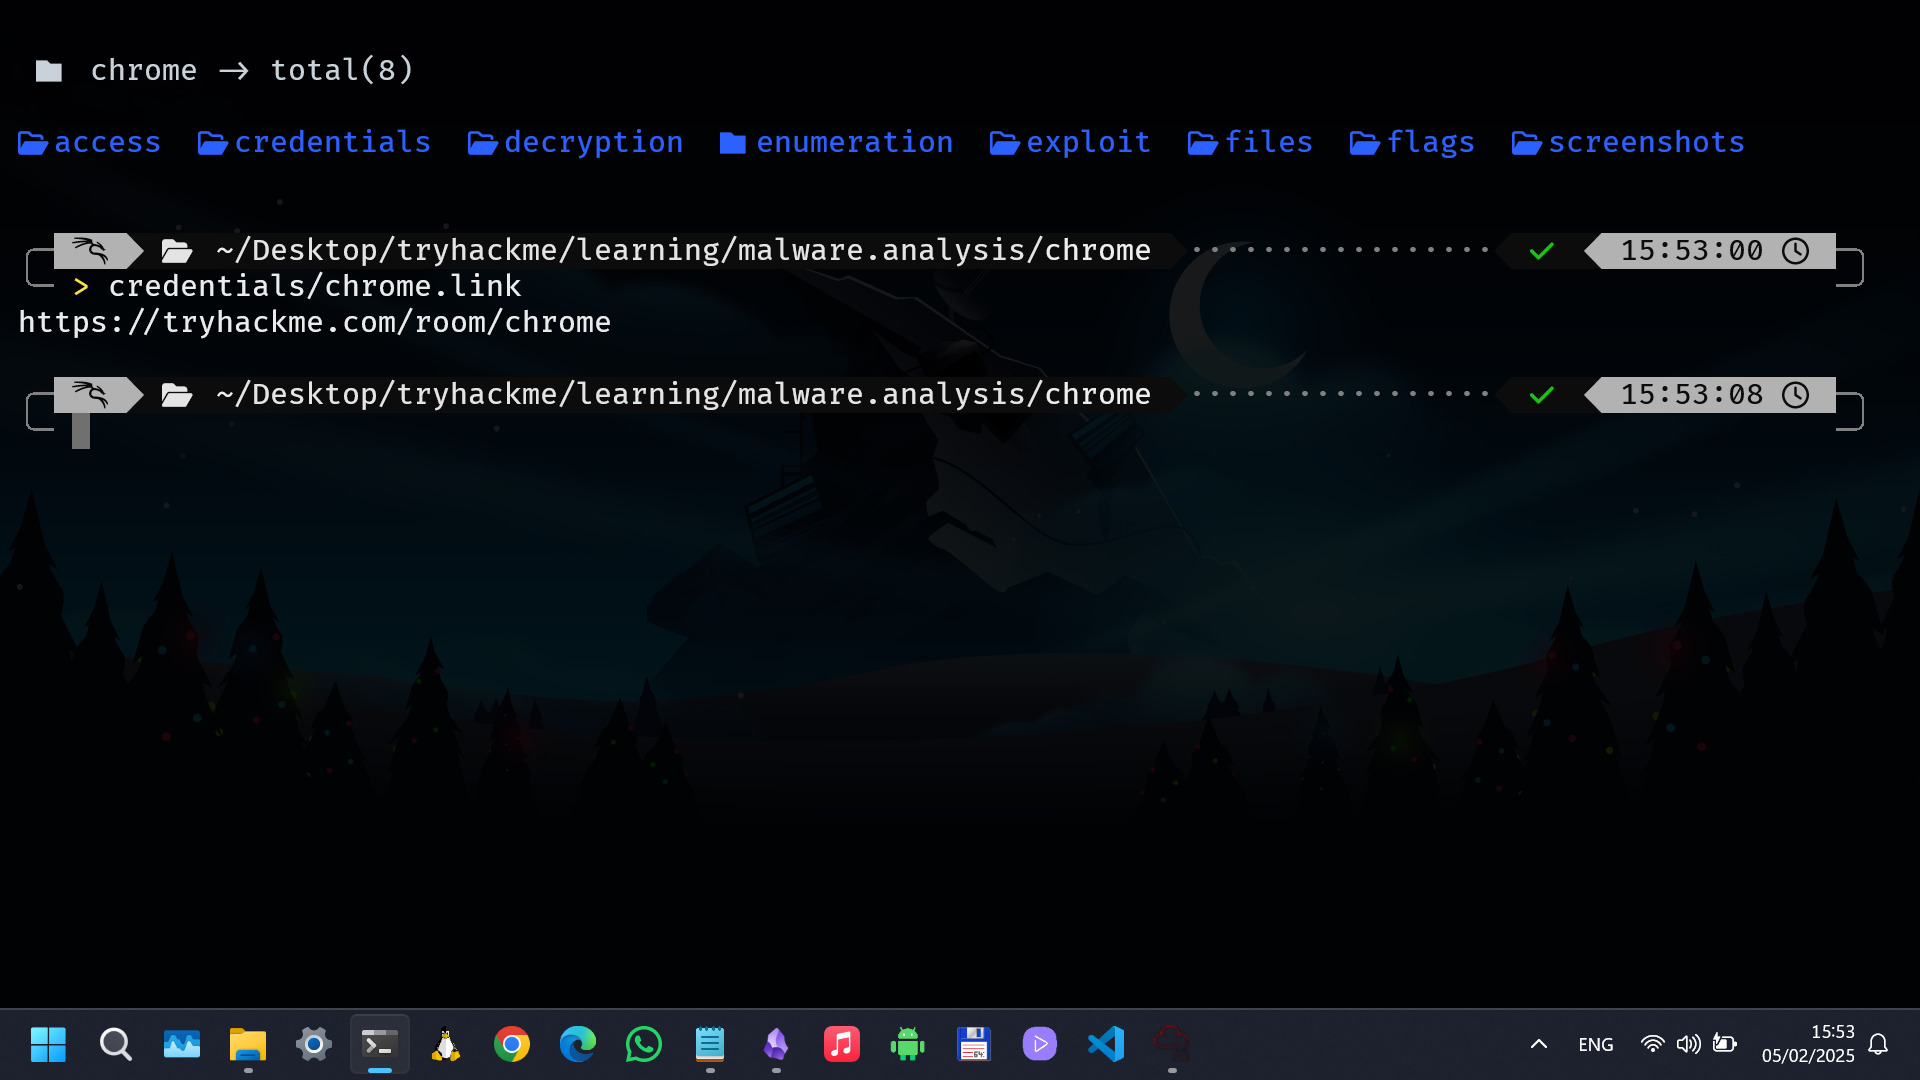 chrome → total(8)
access credentials decryption enumeration exploit files flags screenshots
~/Desktop/tryhackme/learning/malware.analysis/chrome 15:53:00
> credentials/chrome.link
https://tryhackme.com/room/chrome
~/Desktop/tryhackme/learning/malware.analysis/chrome 15:53:08
ENG
15:53
05/02/2025